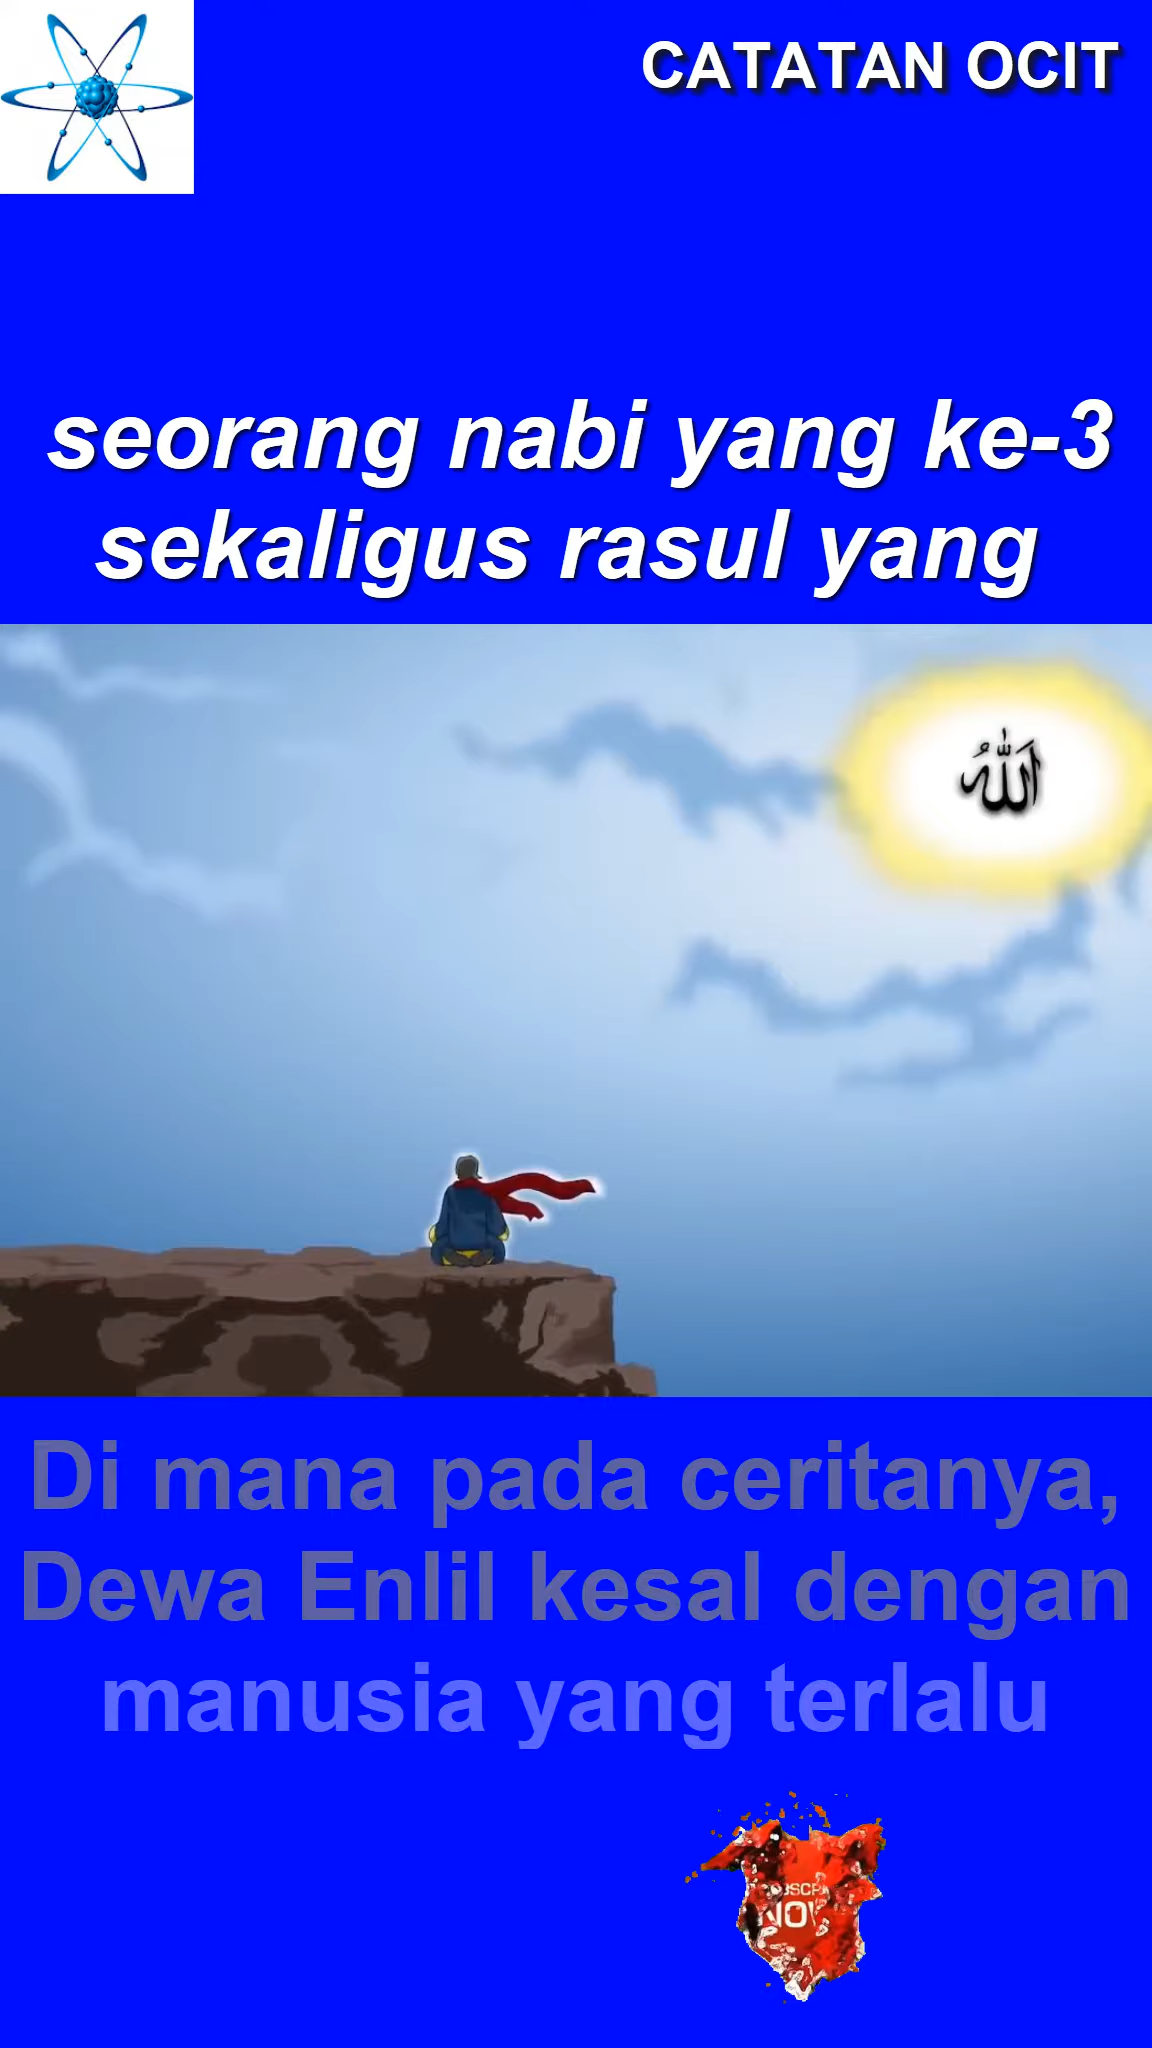 CATATAN OCIT
seorang nabi yang ke-3
sekaligus rasul yang
الله
Di mana pada ceritanya,
Dewa Enlil kesal dengan
manusia yang terlalu